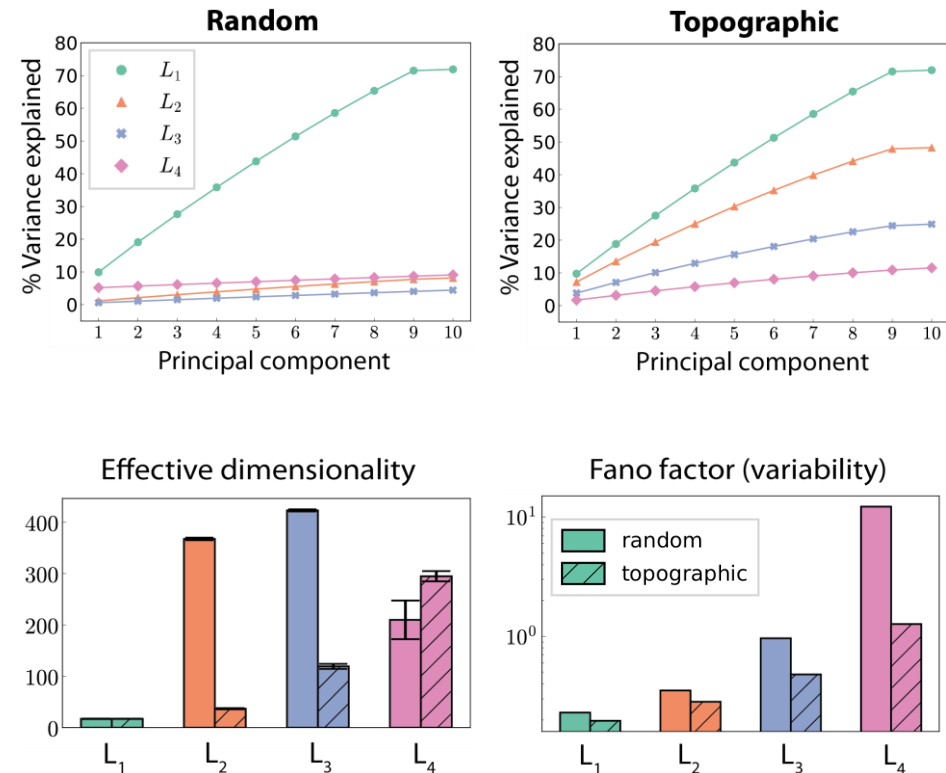 Random
% Variance explained
80
70
60
50
40
30
20
10
0
L₁
L₂
L₃
L₄
1 2 3 4 5 6 7 8 9 10
Principal component
Topographic
% Variance explained
80
70
60
50
40
30
20
10
0
1 2 3 4 5 6 7 8 9 10
Principal component
Effective dimensionality
400
300
200
100
0
L₁ L₂ L₃ L₄
Fano factor (variability)
10¹
10⁰
random
topographic
L₁ L₂ L₃ L₄